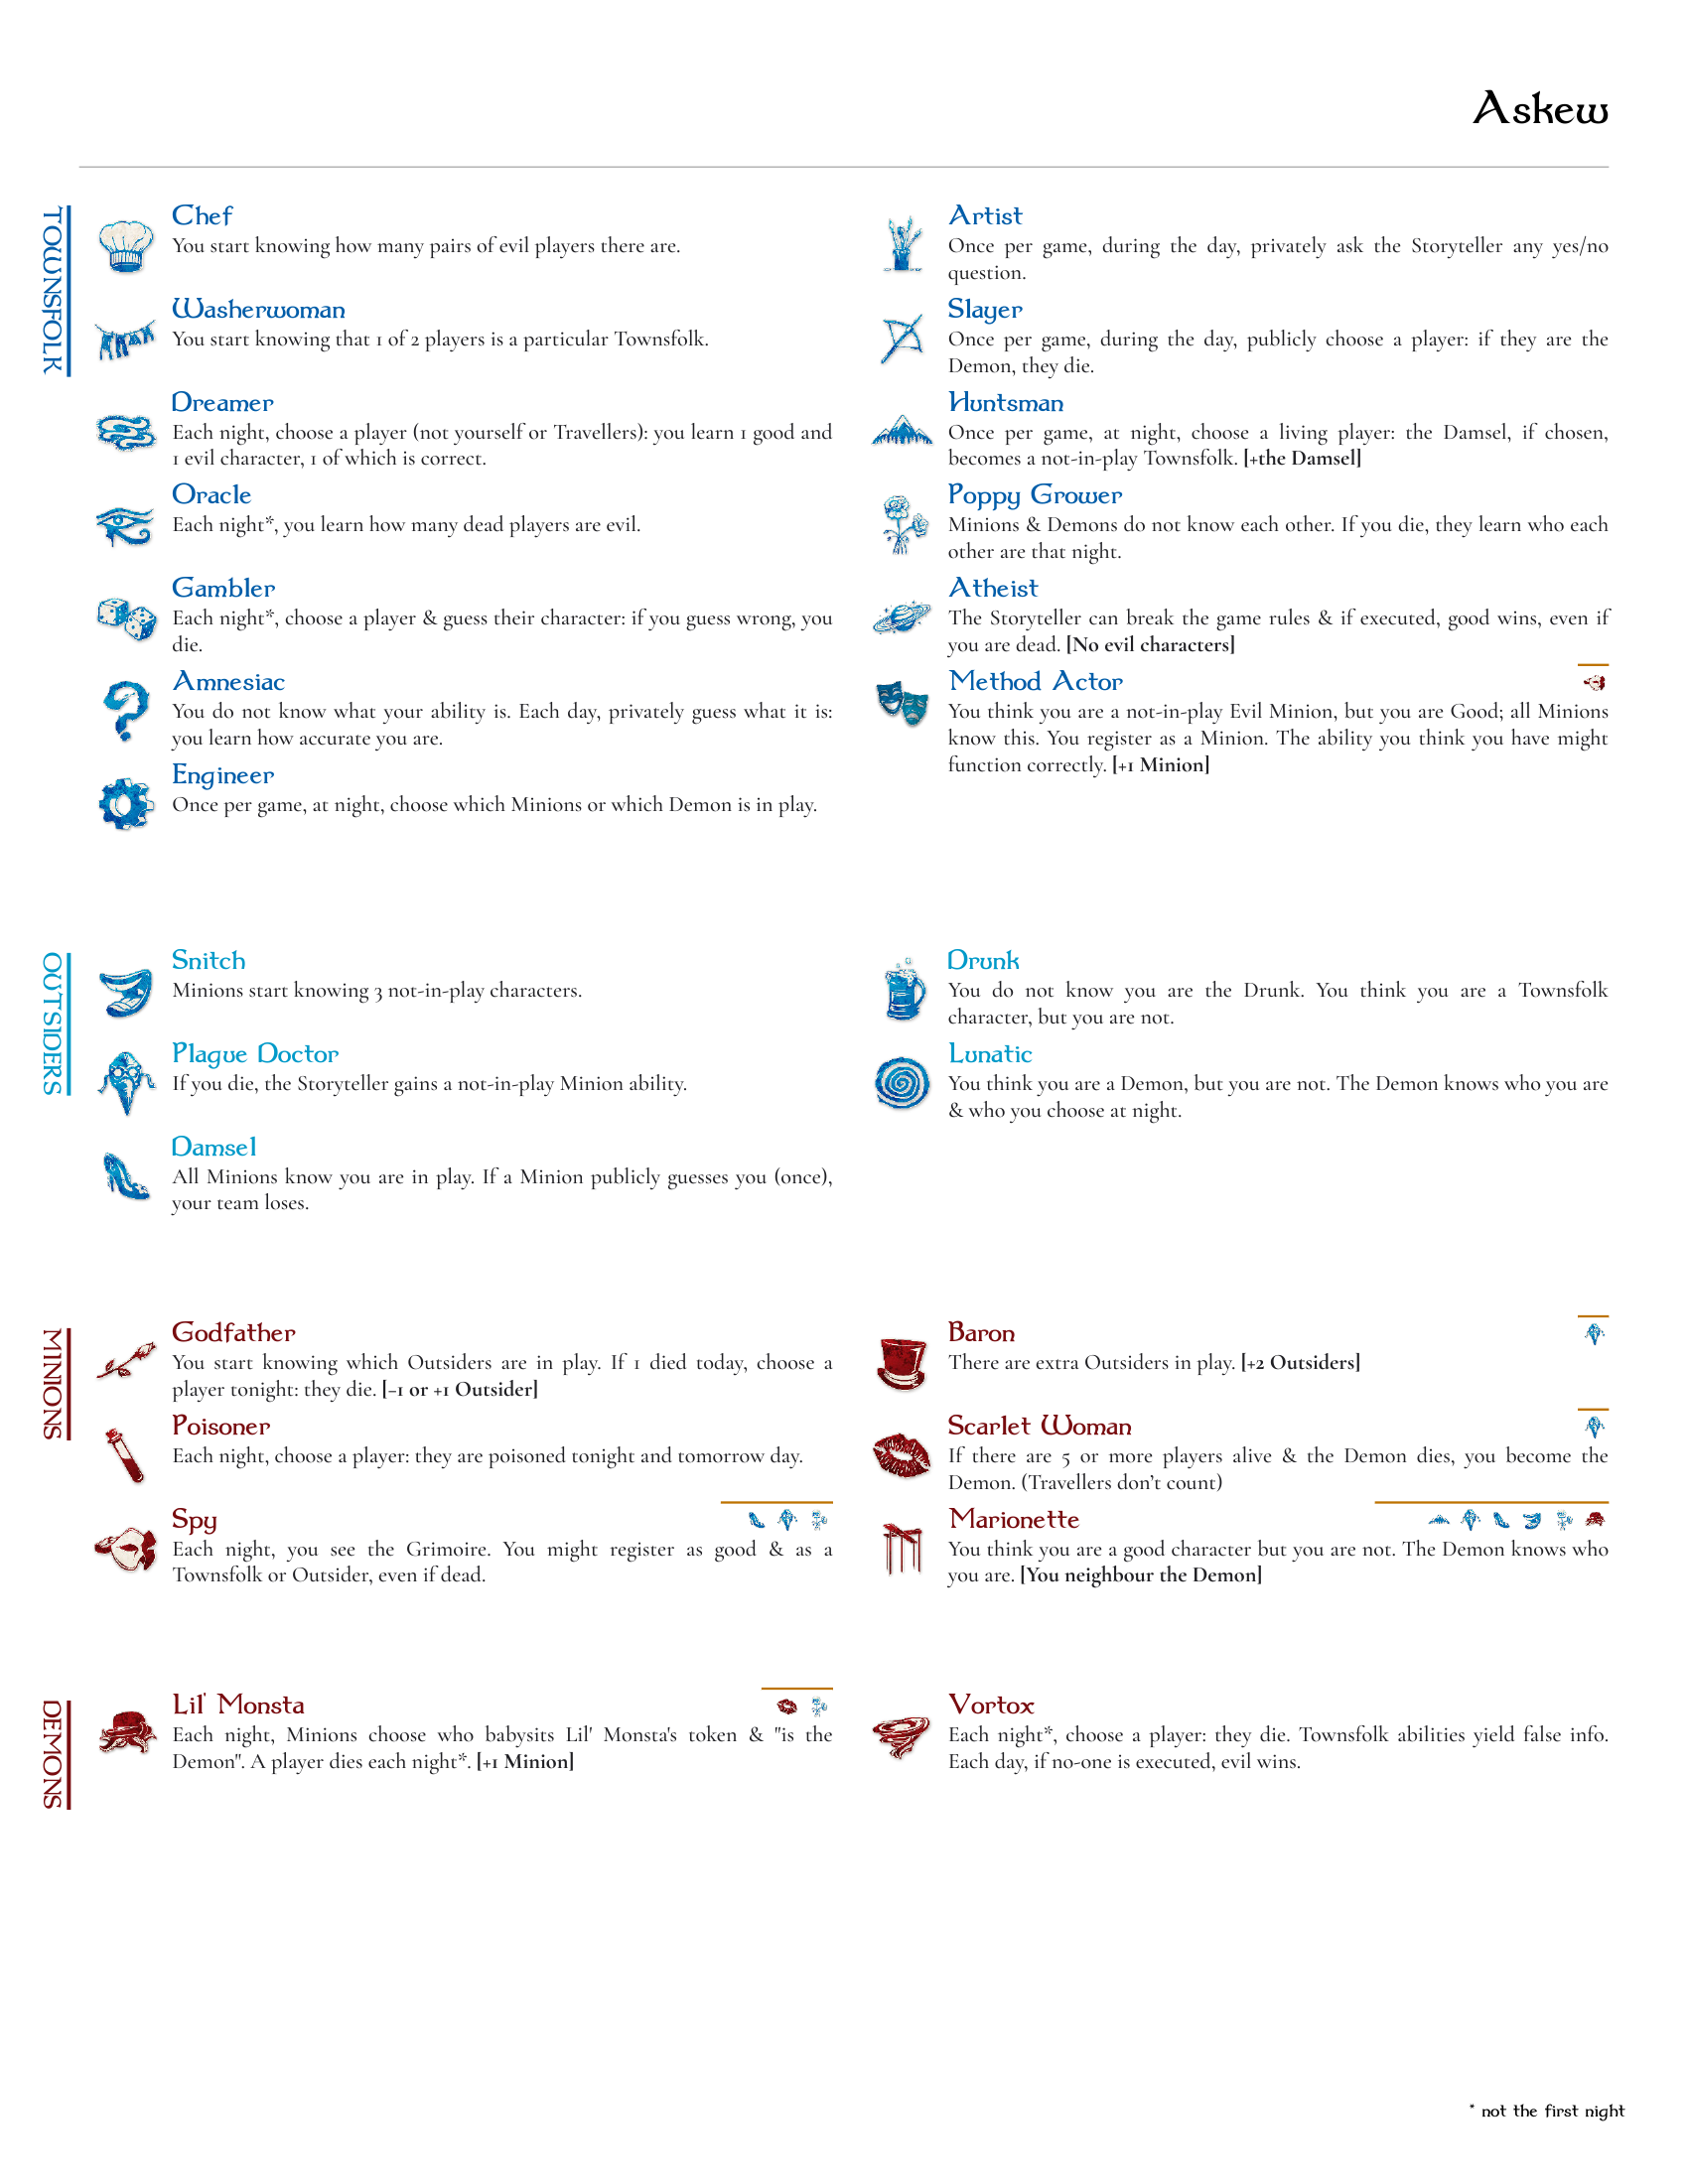 Askew
TOWNSFOLK
Chef
You start knowing how many pairs of evil players there are.
Washerwoman
You start knowing that 1 of 2 players is a particular Townsfolk.
Dreamer
Each night, choose a player (not yourself or Travellers): you learn 1 good and
1 evil character, 1 of which is correct.
Oracle
Each night*, you learn how many dead players are evil.
Gambler
Each night*, choose a player & guess their character: if you guess wrong, you
die.
Amnesiac
You do not know what your ability is. Each day, privately guess what it is:
you learn how accurate you are.
Engineer
Once per game, at night, choose which Minions or which Demon is in play.
Artist
Once per game, during the day, privately ask the Storyteller any yes/no
question.
Slayer
Once per game, during the day, publicly choose a player: if they are the
Demon, they die.
Huntsman
Once per game, at night, choose a living player: the Damsel, if chosen,
becomes a not-in-play Townsfolk. [+the Damsel]
Poppy Grower
Minions & Demons do not know each other. If you die, they learn who each
other are that night.
Atheist
The Storyteller can break the game rules & if executed, good wins, even if
you are dead. [No evil characters]
Method Actor
You think you are a not-in-play Evil Minion, but you are Good; all Minions
know this. You register as a Minion. The ability you think you have might
function correctly. [+1 Minion]
OUTSIDERS
Snitch
Minions start knowing 3 not-in-play characters.
Plague Doctor
If you die, the Storyteller gains a not-in-play Minion ability.
Damsel
All Minions know you are in play. If a Minion publicly guesses you (once),
your team loses.
Drunk
You do not know you are the Drunk. You think you are a Townsfolk
character, but you are not.
Lunatic
You think you are a Demon, but you are not. The Demon knows who you are
& who you choose at night.
MINIONS
Godfather
You start knowing which Outsiders are in play. If 1 died today, choose a
player tonight: they die. [−1 or +1 Outsider]
Poisoner
Each night, choose a player: they are poisoned tonight and tomorrow day.
Spy
Each night, you see the Grimoire. You might register as good & as a
Townsfolk or Outsider, even if dead.
Baron
There are extra Outsiders in play. [+2 Outsiders]
Scarlet Woman
If there are 5 or more players alive & the Demon dies, you become the
Demon. (Travellers don’t count)
Marionette
You think you are a good character but you are not. The Demon knows who
you are. [You neighbour the Demon]
DEMONS
Lil' Monsta
Each night, Minions choose who babysits Lil' Monsta's token & "is the
Demon". A player dies each night*. [+1 Minion]
Vortox
Each night*, choose a player: they die. Townsfolk abilities yield false info.
Each day, if no-one is executed, evil wins.
* not the first night